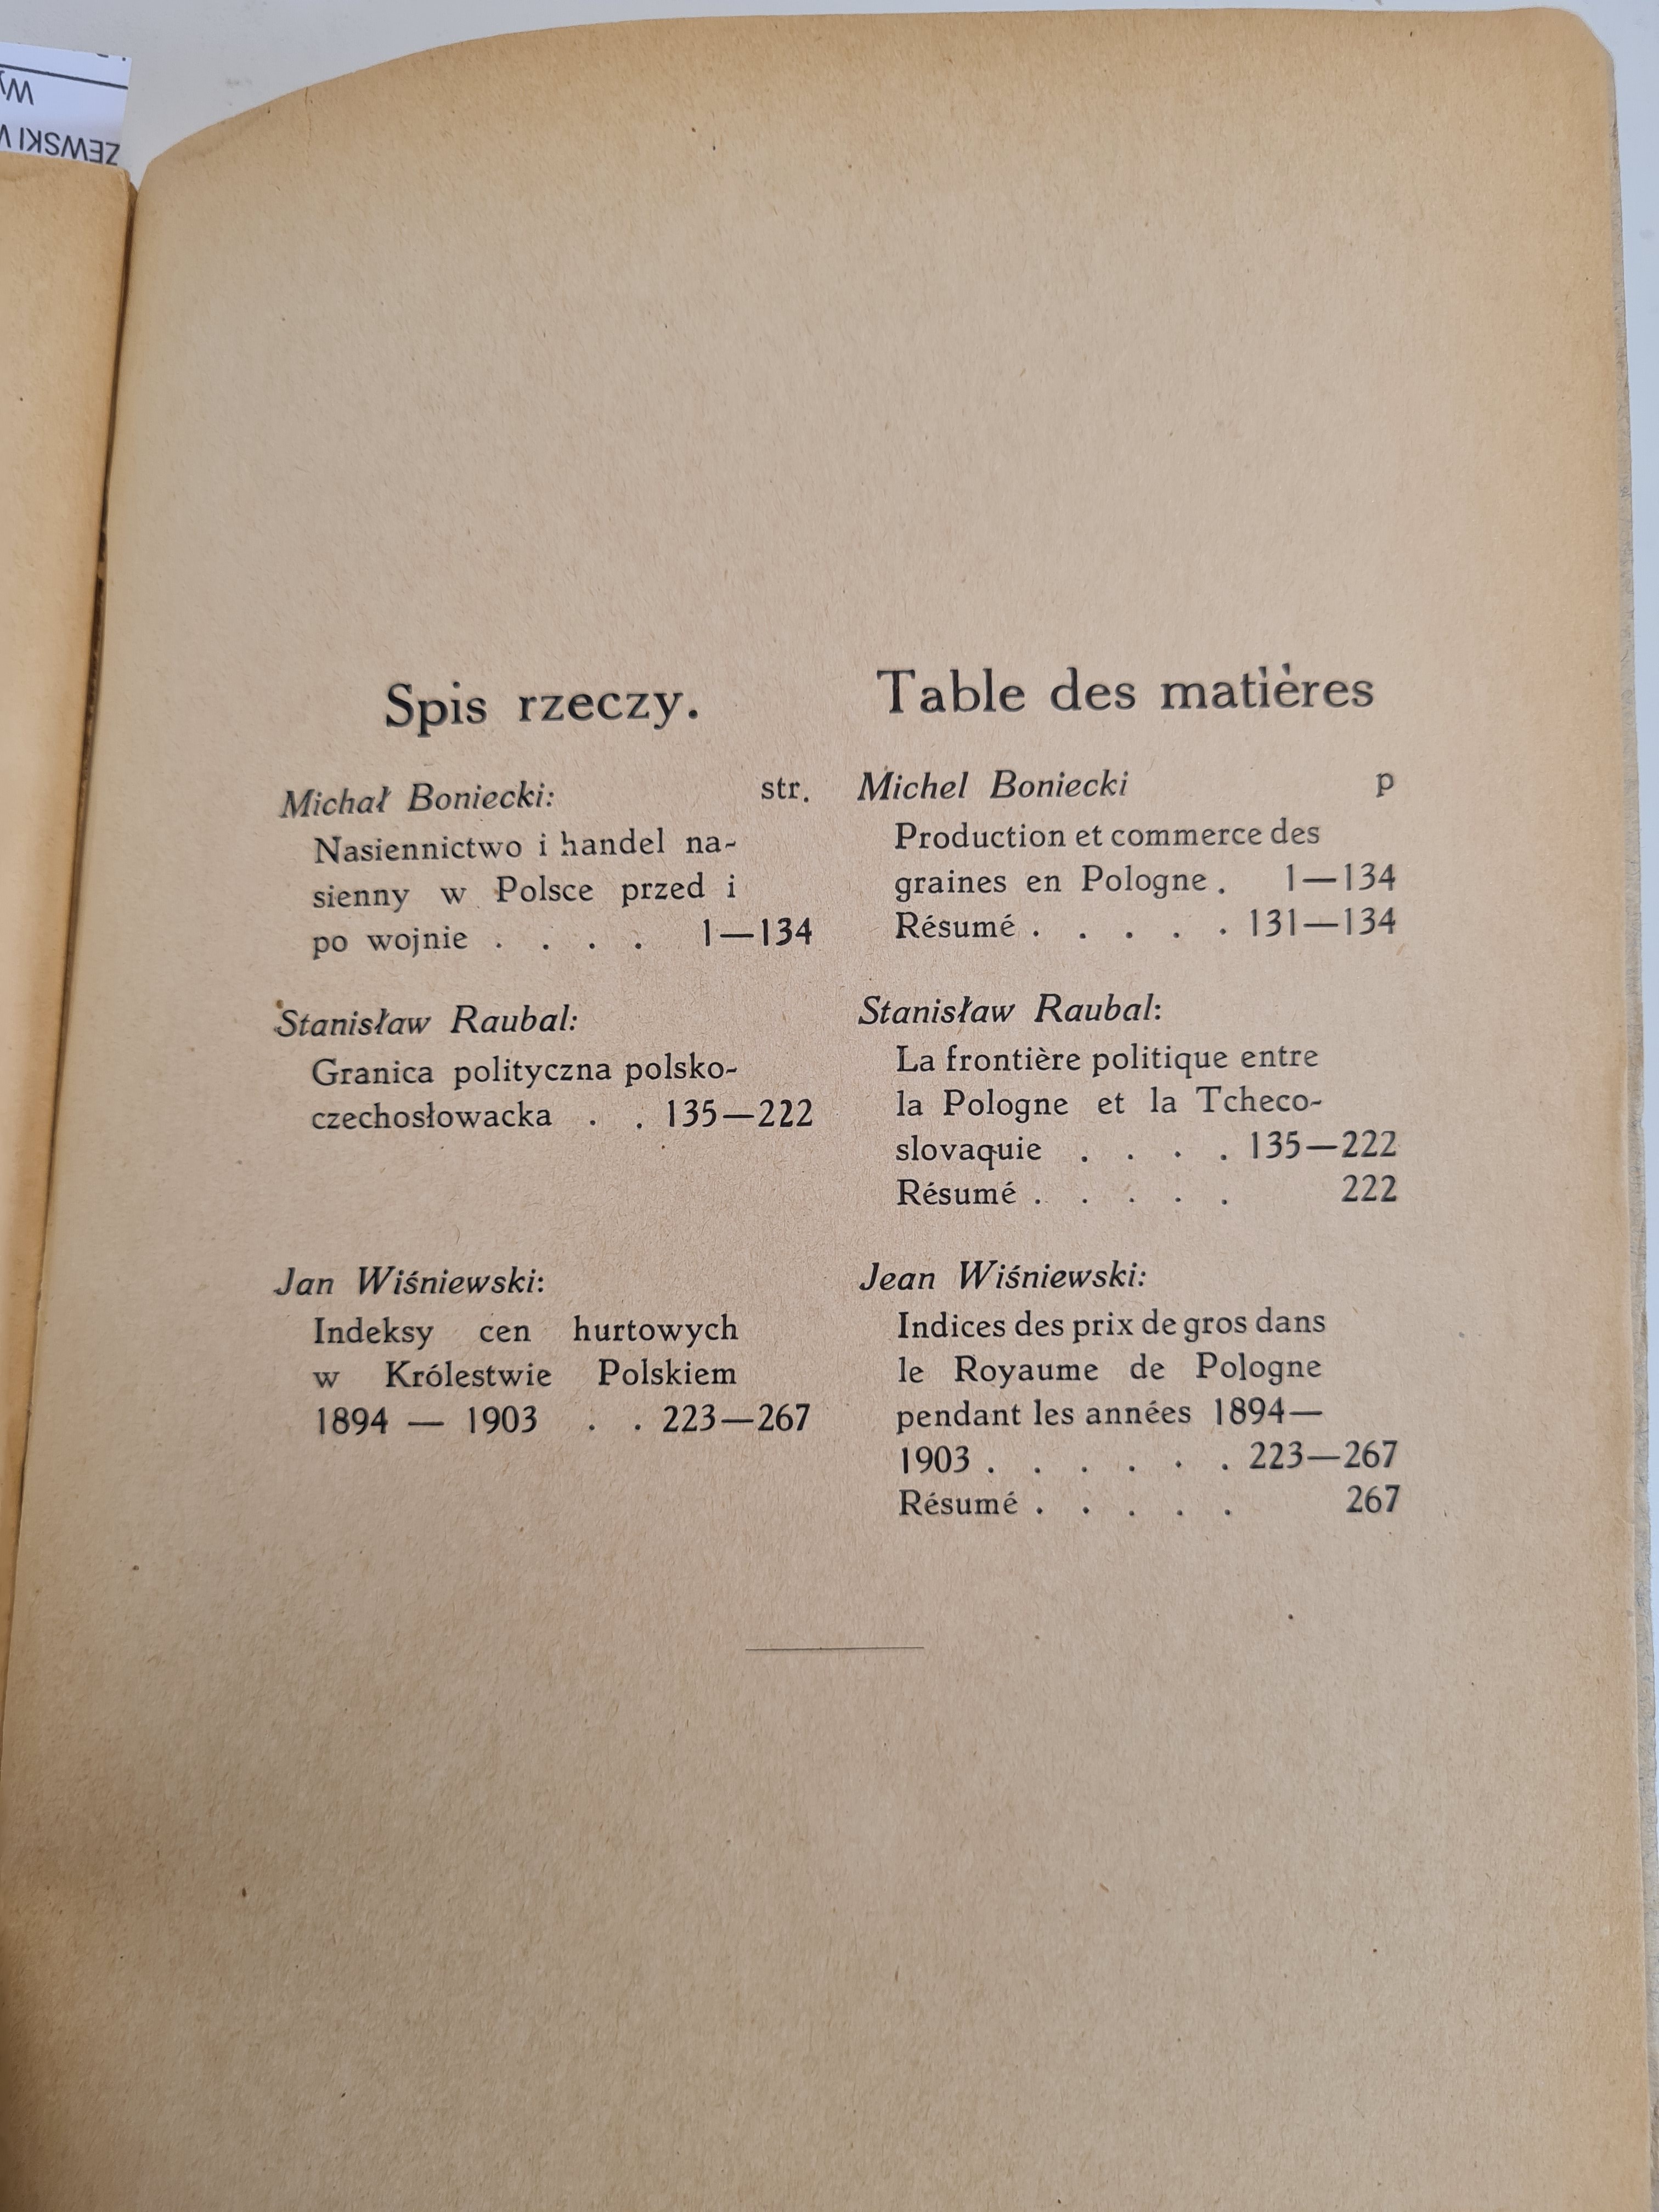 WY
ZEWSKI W
Spis rzeczy.
str.
Michał Boniecki:
Nasiennictwo i handel na-
sienny w Polsce przed i
po wojnie . . . . 1—134
Stanisław Raubal:
Granica polityczna polsko-
czechosłowacka . . 135—222
Jan Wiśniewski:
Indeksy cen hurtowych
w Królestwie Polskiem
1894 — 1903 . . 223—267
Table des matières
Michel Boniecki p
Production et commerce des
graines en Pologne . 1—134
Résumé . . . . . 131—134
Stanisław Raubal:
La frontière politique entre
la Pologne et la Tcheco-
slovaquie . . . . 135—222
Résumé . . . . . 222
Jean Wiśniewski:
Indices des prix de gros dans
le Royaume de Pologne
pendant les années 1894—
1903 . . . . . . 223—267
Résumé . . . . . 267